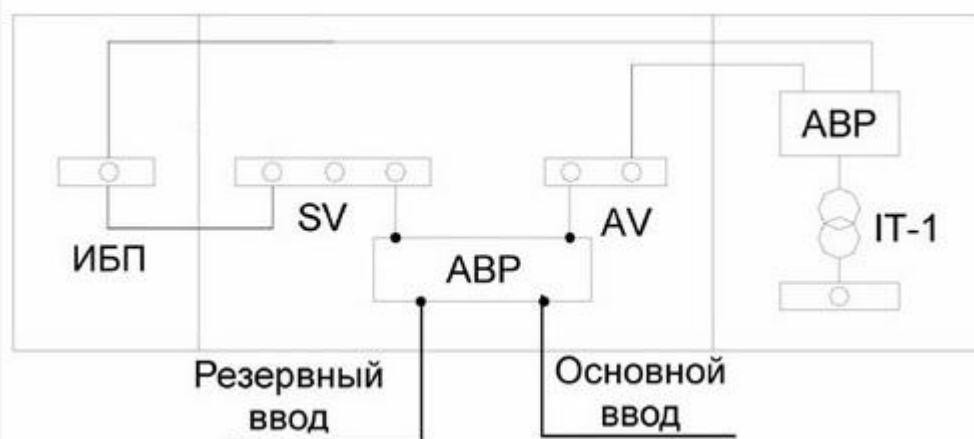 АВР
SV
AV
IT-1
ИБП
АВР
Резервный
ввод
Основной
ввод